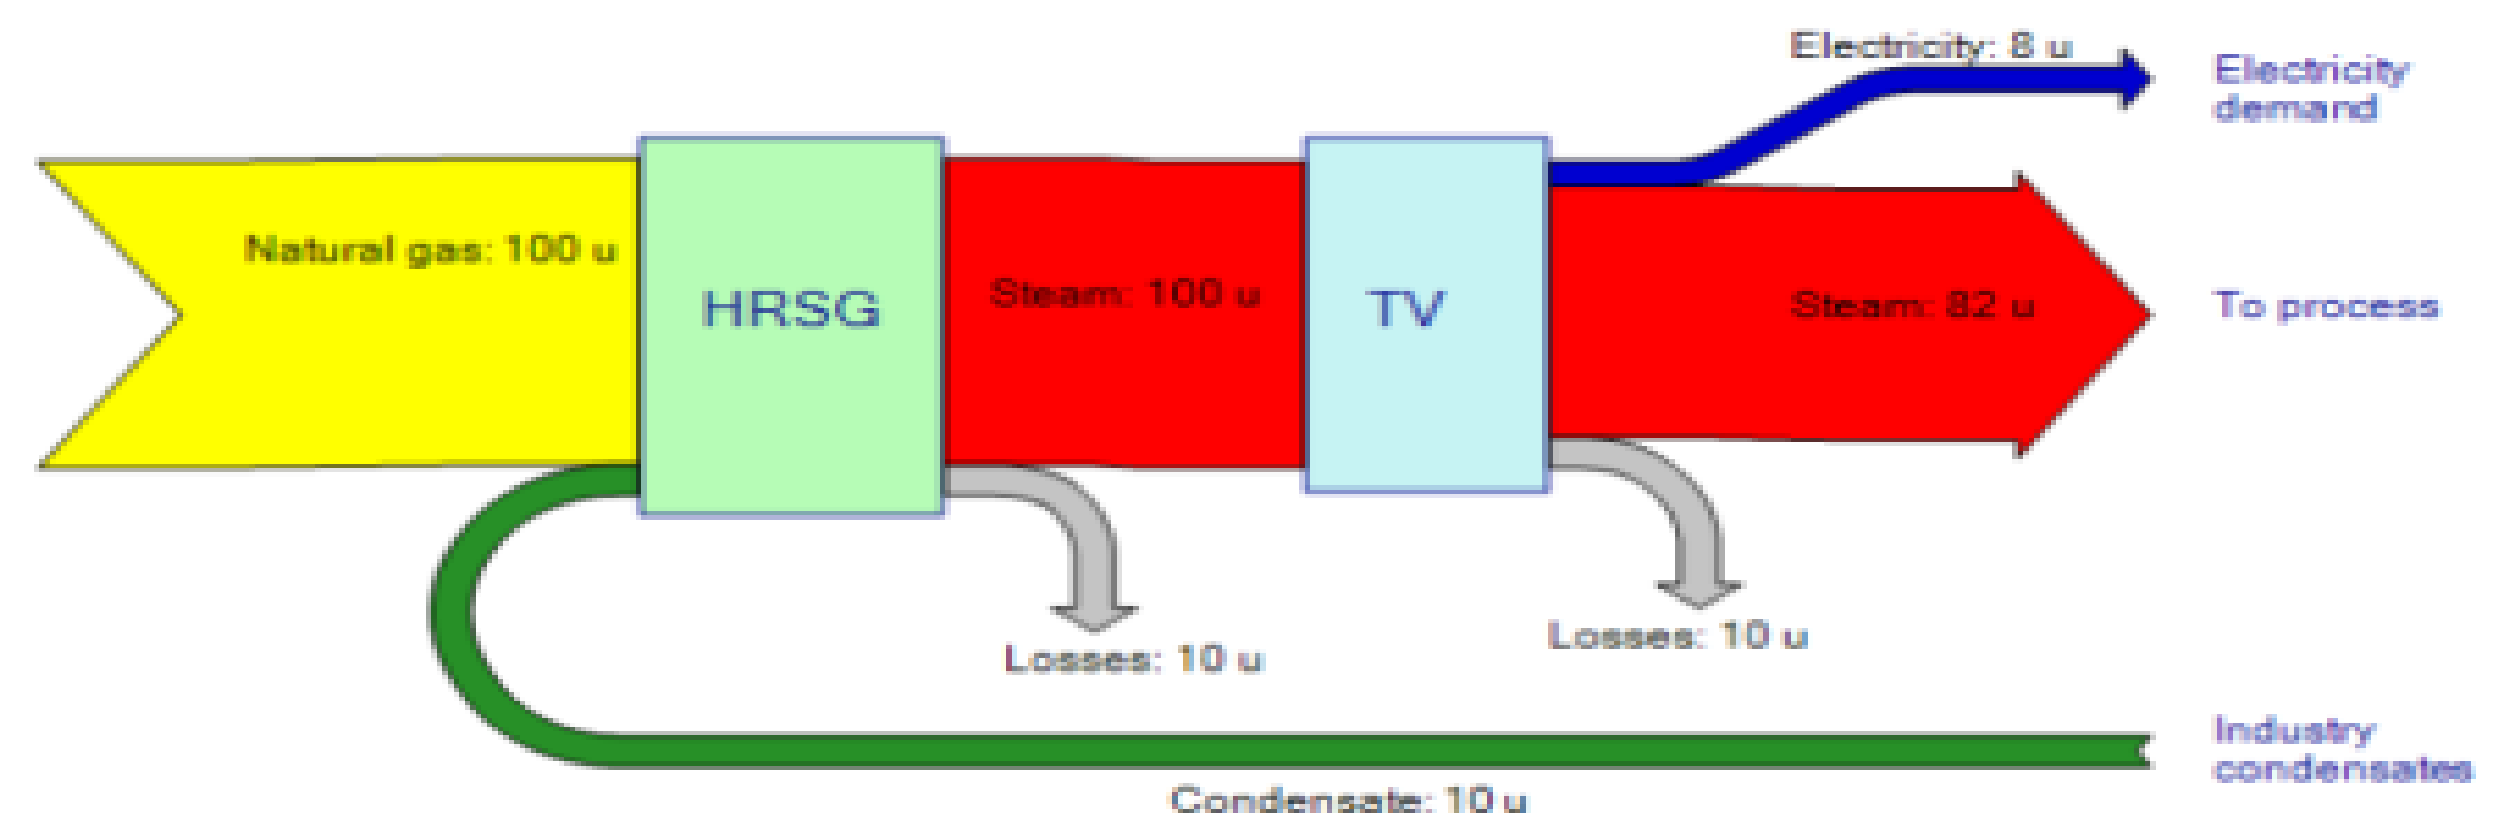 Electricity: 8 u
Electricity
demand
Natural gas: 100 u
HRSG
Steam: 100 u
TV
Steam: 82 u
To process
Losses: 10 u
Losses: 10 u
Industry
condensates
Condensate: 10 u